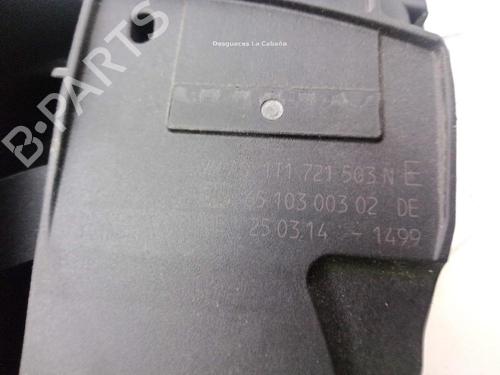 Desguaces La Cabaña
1T1 721 503 N E
65 103 003 02 DE
25 03 14 - 1499
B-PARTS